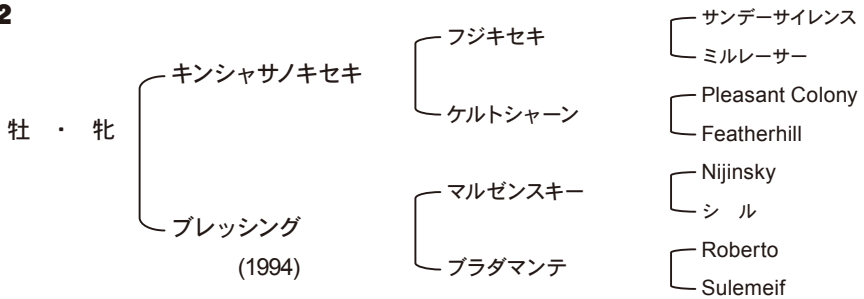 2
牡 ・ 牝
キンシャサノキセキ
フジキセキ
サンデーサイレンス
ミルレーサー
ケルトシャーン
Pleasant Colony
Featherhill
ブレッシング
(1994)
マルゼンスキー
Nijinsky
シ ル
ブラダマンテ
Roberto
Sulemeif